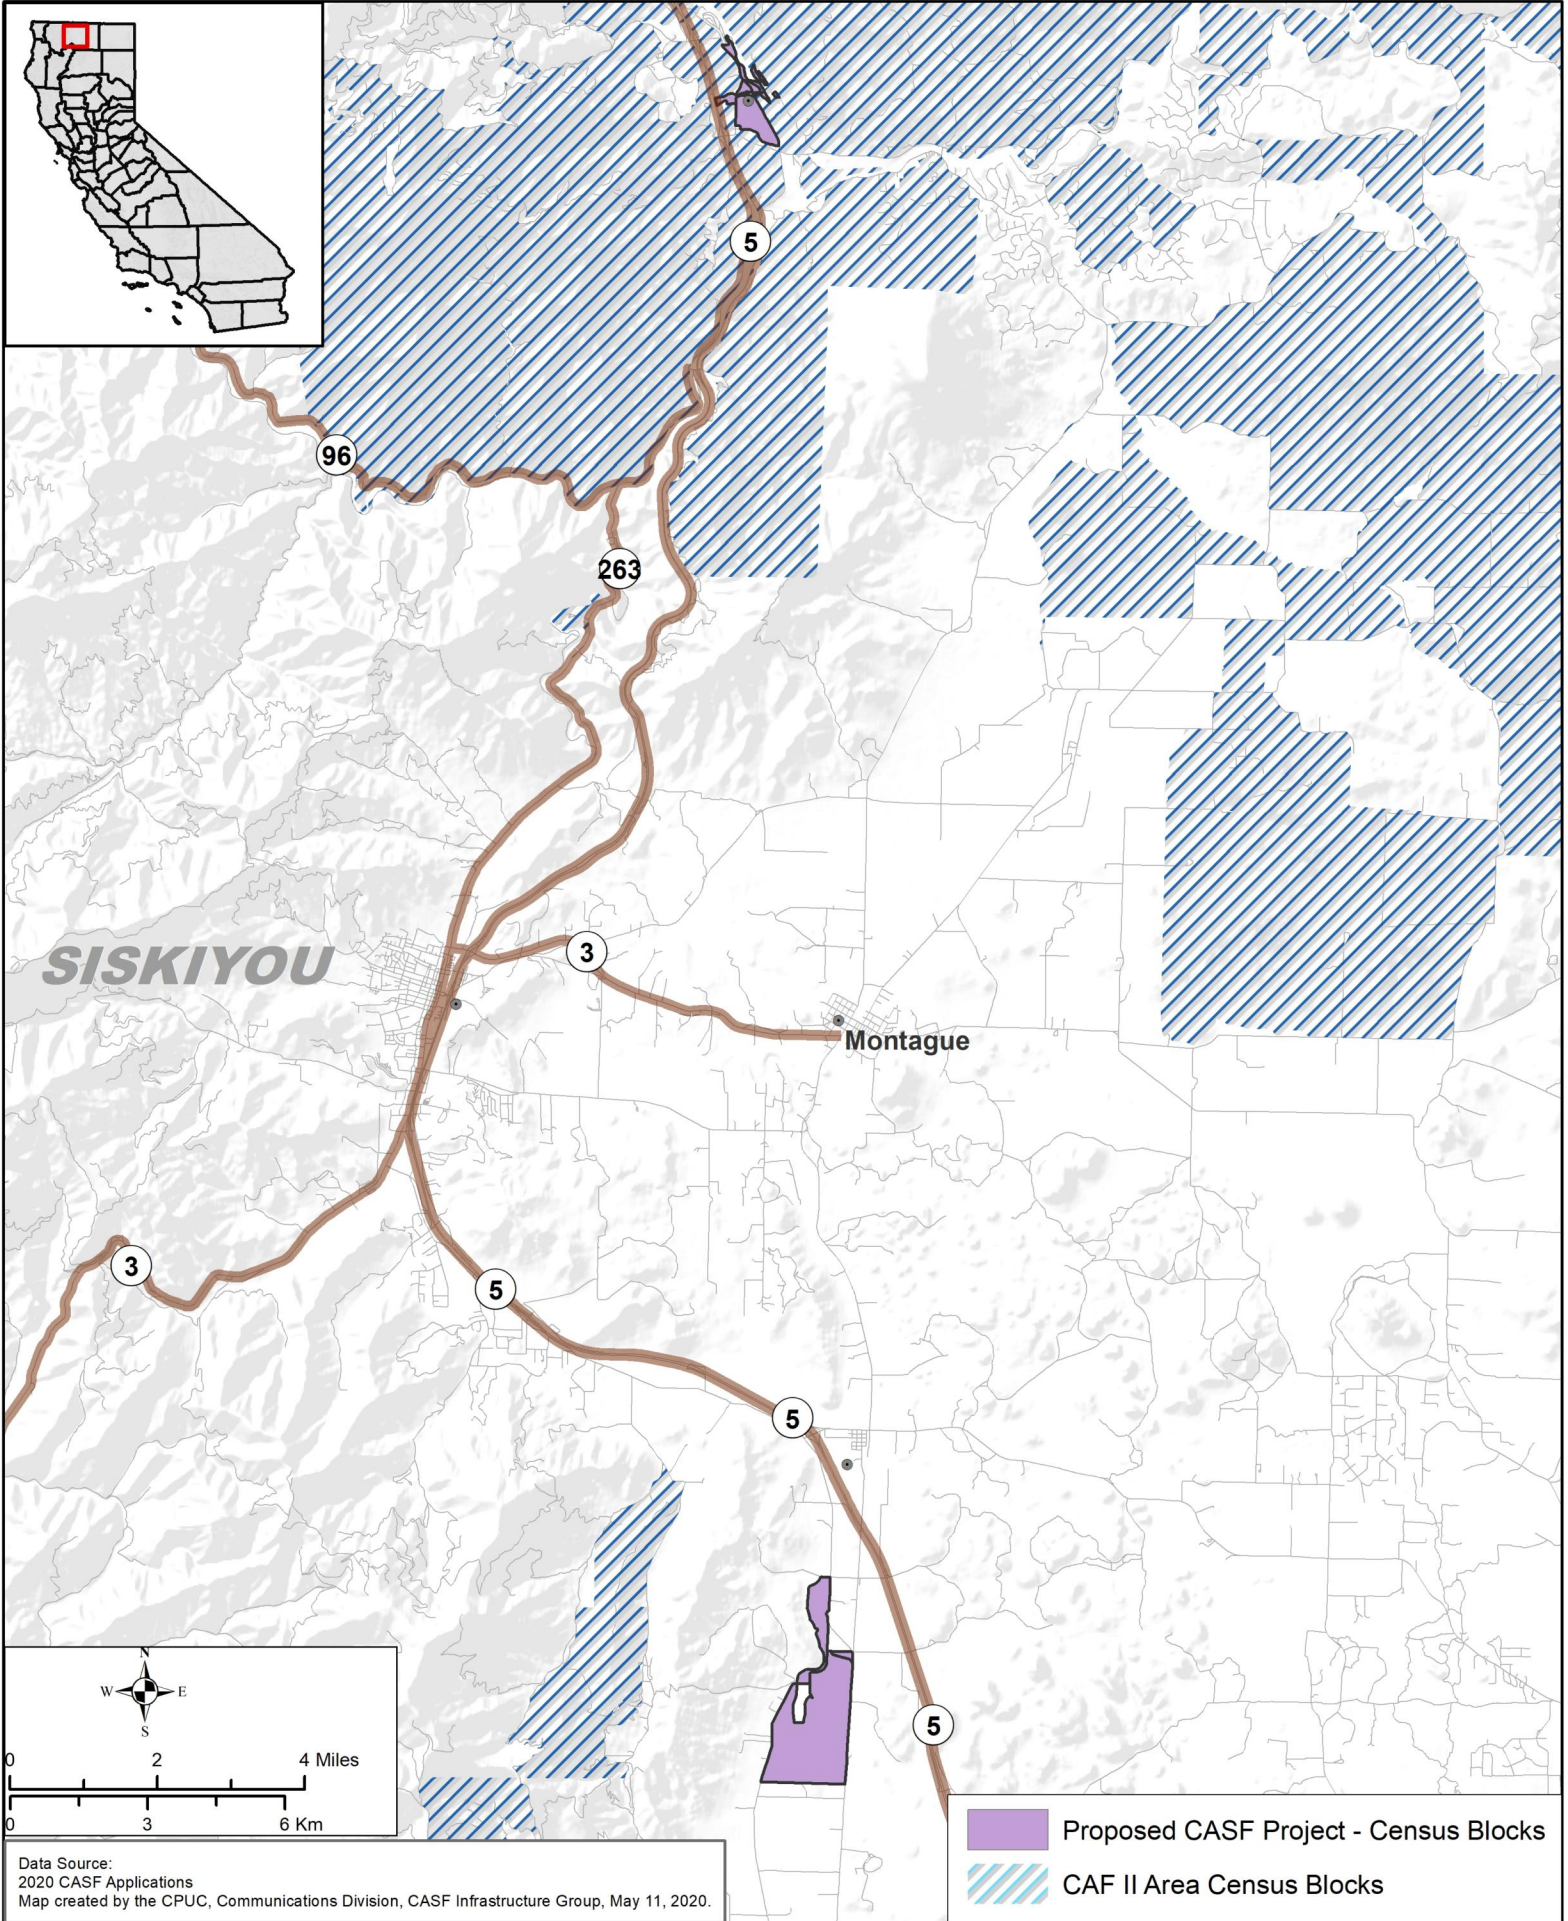 5
96
263
SISKIYOU
3
Montague
3
5
5
5
N
W E
S
0 2 4 Miles
0 3 6 Km
Proposed CASF Project - Census Blocks
CAF II Area Census Blocks
Data Source:
2020 CASF Applications
Map created by the CPUC, Communications Division, CASF Infrastructure Group, May 11, 2020.